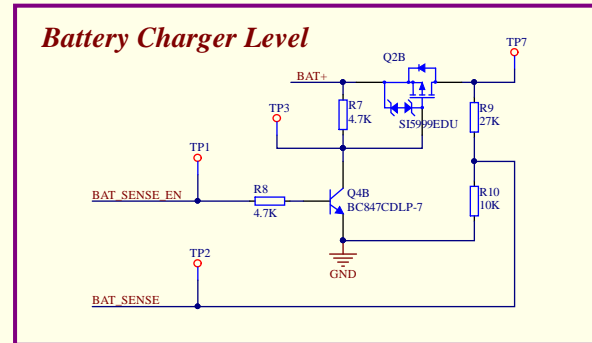 Battery Charger Level
TP7
Q2B
BAT+
R7
4.7K
TP3
R9
27K
SI5999EDU
TP1
BAT_SENSE_EN
R8
4.7K
Q4B
BC847CDLP-7
R10
10K
TP2
GND
BAT_SENSE